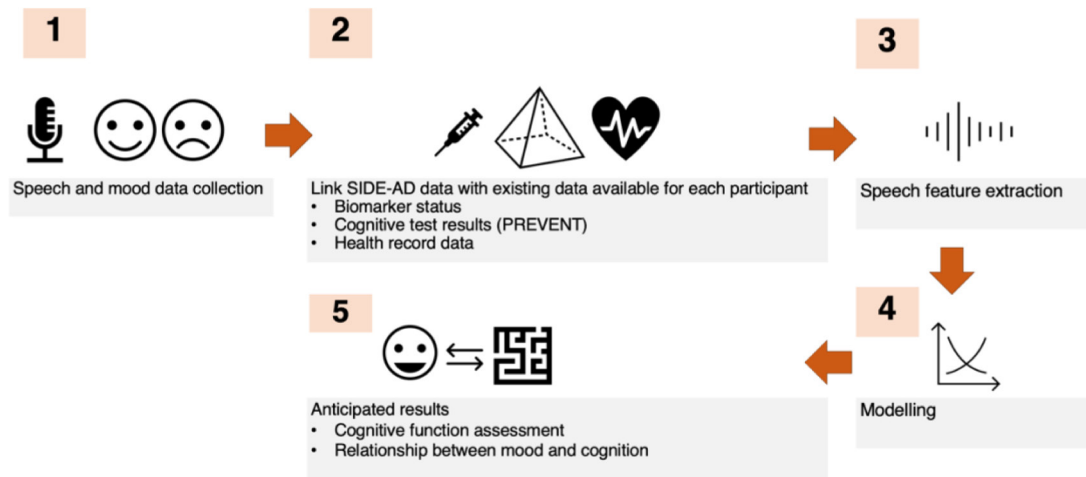 1
Speech and mood data collection
2
Link SIDE-AD data with existing data available for each participant
• Biomarker status
• Cognitive test results (PREVENT)
• Health record data
3
Speech feature extraction
4
Modelling
5
Anticipated results
• Cognitive function assessment
• Relationship between mood and cognition